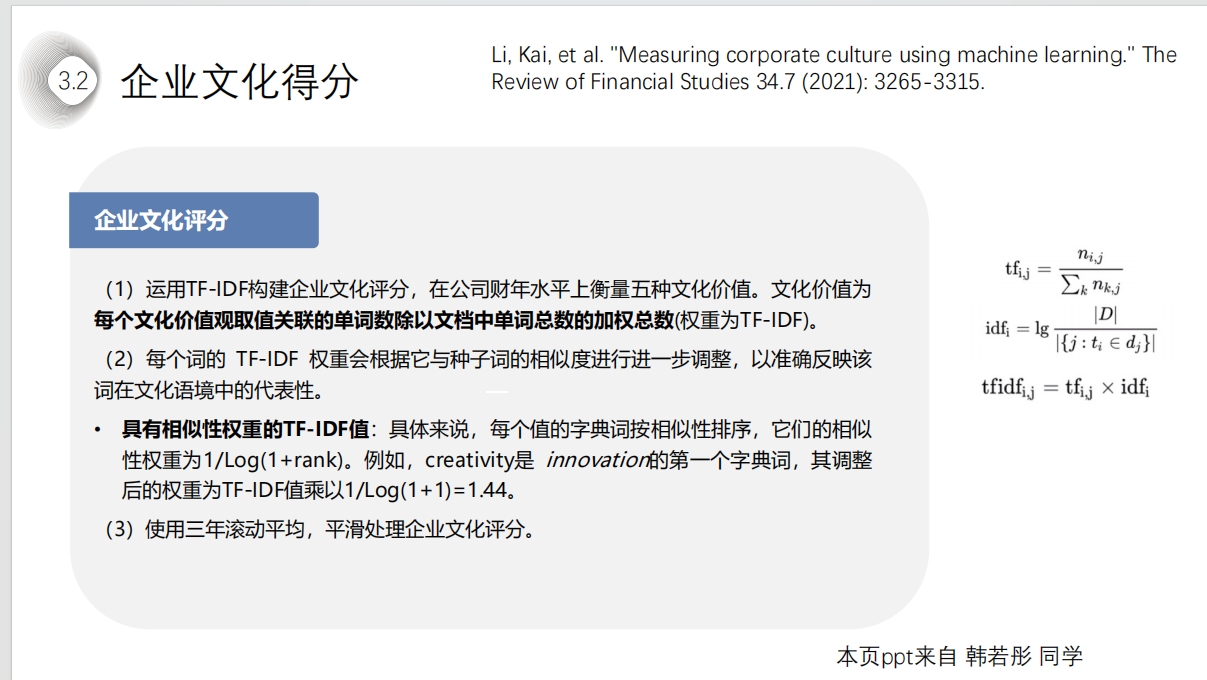 3.2
企业文化得分
Li, Kai, et al. "Measuring corporate culture using machine learning." The
Review of Financial Studies 34.7 (2021): 3265-3315.
企业文化评分
（1）运用TF-IDF构建企业文化评分，在公司财年水平上衡量五种文化价值。文化价值为
每个文化价值观取值关联的单词数除以文档中单词总数的加权总数(权重为TF-IDF)。
（2）每个词的 TF-IDF 权重会根据它与种子词的相似度进行进一步调整，以准确反映该
词在文化语境中的代表性。
• 具有相似性权重的TF-IDF值：具体来说，每个值的字典词按相似性排序，它们的相似
性权重为1/Log(1+rank)。例如，creativity是 innovation的第一个字典词，其调整
后的权重为TF-IDF值乘以1/Log(1+1)=1.44。
（3）使用三年滚动平均，平滑处理企业文化评分。
tf_{i,j} = n_{i,j} / ∑_k n_{k,j}
idf_i = lg |D| / |{j : t_i ∈ d_j}|
tfidf_{i,j} = tf_{i,j} × idf_i
本页ppt来自 韩若彤 同学